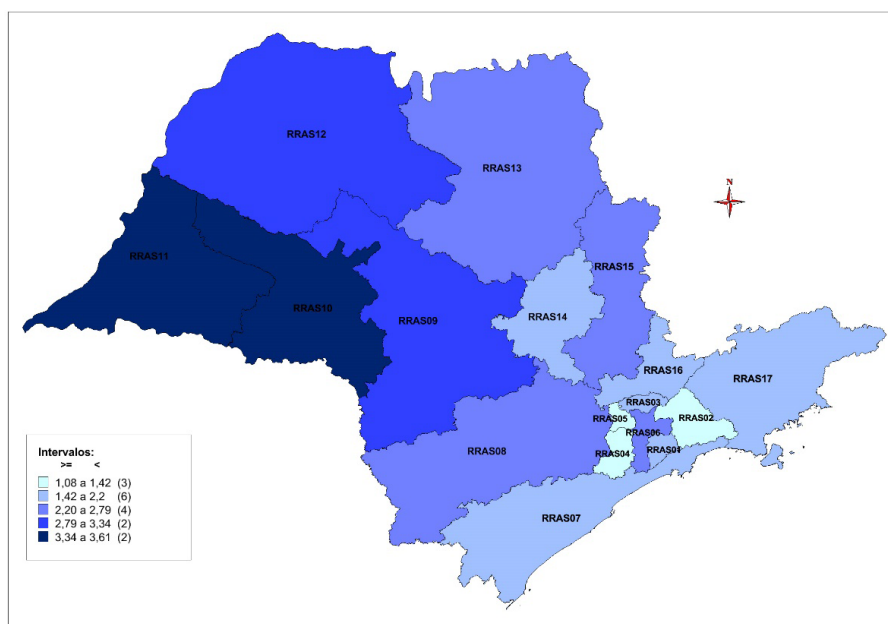 RRAS12
RRAS13
N
RRAS11
RRAS15
RRAS10
RRAS14
RRAS09
RRAS16
RRAS17
RRAS03
RRAS05
RRAS02
RRAS06
RRAS08
RRAS04
RRAS01
RRAS07
Intervalos:
>= <
1,08 a 1,42 (3)
1,42 a 2,2 (6)
2,20 a 2,79 (4)
2,79 a 3,34 (2)
3,34 a 3,61 (2)